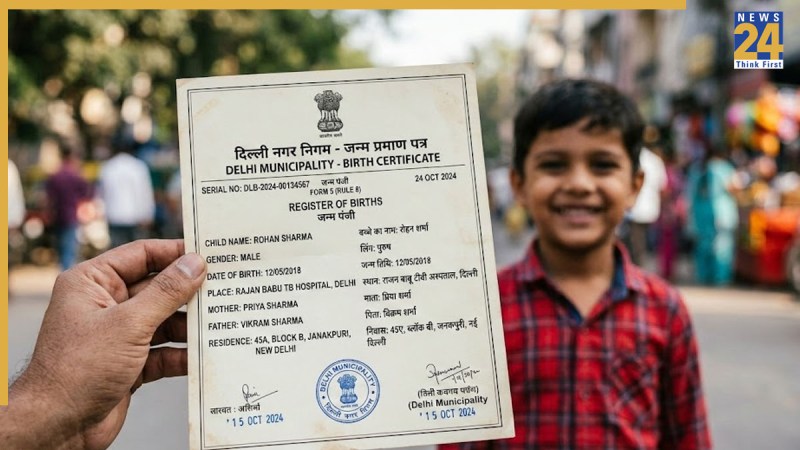 NEWS
24
Think First
दिल्ली नगर निगम - जन्म प्रमाण पत्र
DELHI MUNICIPALITY - BIRTH CERTIFICATE
SERIAL NO: DLB-2024-00134567 जन्म पंजी 24 OCT 2024
FORM 5 (RULE 8)
REGISTER OF BIRTHS
जन्म पंजी
CHILD NAME: ROHAN SHARMA बच्चे का नाम: रोहन शर्मा
GENDER: MALE लिंग: पुरुष
DATE OF BIRTH: 12/05/2018 जन्म तिथि: 12/05/2018
PLACE: RAJAN BABU TB HOSPITAL, DELHI स्थान: राजन बाबू टीवी अस्पताल, दिल्ली
MOTHER: PRIYA SHARMA माता: प्रिया शर्मा
FATHER: VIKRAM SHARMA पिता: विक्रम शर्मा
RESIDENCE: 45A, BLOCK B, JANAKPURI, निवास: 45ए, ब्लॉक बी, जनकपुरी, नई
NEW DELHI दिल्ली
DELHI MUNICIPALITY
(Delhi Municipality
15 OCT 2024
15 OCT 2024